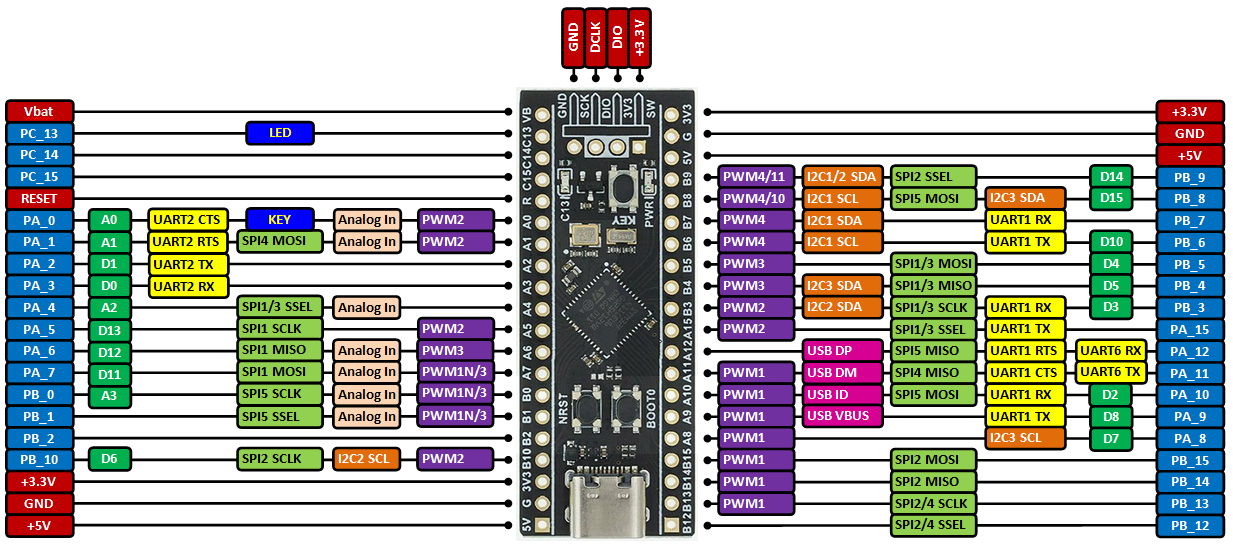 GND DCLK DIO +3.3 V
GND SCK DIO 3V3 SW
Vbat VB 3V3 +3.3V
PC_13 LED C13 G GND
PC_14 C14 5V +5V
PC_15 C15 B9 PWM4/11 I2C1/2 SDA SPI2 SSEL D14 PB_9
RESET R B8 PWM4/10 I2C1 SCL SPI5 MOSI I2C3 SDA D15 PB_8
PA_0 A0 UART2 CTS KEY Analog In PWM2 A0 B7 PWM4 I2C1 SDA UART1 RX PB_7
PA_1 A1 UART2 RTS SPI4 MOSI Analog In PWM2 A1 B6 PWM4 I2C1 SCL UART1 TX D10 PB_6
PA_2 D1 UART2 TX A2 B5 PWM3 SPI1/3 MOSI D4 PB_5
PA_3 D0 UART2 RX A3 B4 PWM3 I2C3 SDA SPI1/3 MISO D5 PB_4
PA_4 A2 SPI1/3 SSEL Analog In A4 B3 PWM2 I2C2 SDA SPI1/3 SCLK UART1 RX D3 PB_3
PA_5 D13 SPI1 SCLK PWM2 A5 A15 PWM2 SPI1/3 SSEL UART1 TX PA_15
PA_6 D12 SPI1 MISO Analog In PWM3 A6 A12 USB DP SPI5 MISO UART1 RTS UART6 RX PA_12
PA_7 D11 SPI1 MOSI Analog In PWM1N/3 A7 A11 PWM1 USB DM SPI4 MISO UART1 CTS UART6 TX PA_11
PB_0 A3 SPI5 SCLK Analog In PWM1N/3 B0 A10 PWM1 USB ID SPI5 MOSI UART1 RX D2 PA_10
PB_1 SPI5 SSEL Analog In PWM1N/3 B1 A9 PWM1 USB VBUS UART1 TX D8 PA_9
PB_2 B2 A8 PWM1 I2C3 SCL D7 PA_8
PB_10 D6 SPI2 SCLK I2C2 SCL PWM2 B10 B15 PWM1 SPI2 MOSI PB_15
+3.3V 3V3 B14 PWM1 SPI2 MISO PB_14
GND G B13 PWM1 SPI2/4 SCLK PB_13
+5V 5V B12 SPI2/4 SSEL PB_12
C13
KEY
PWR
NRST
BOOT0